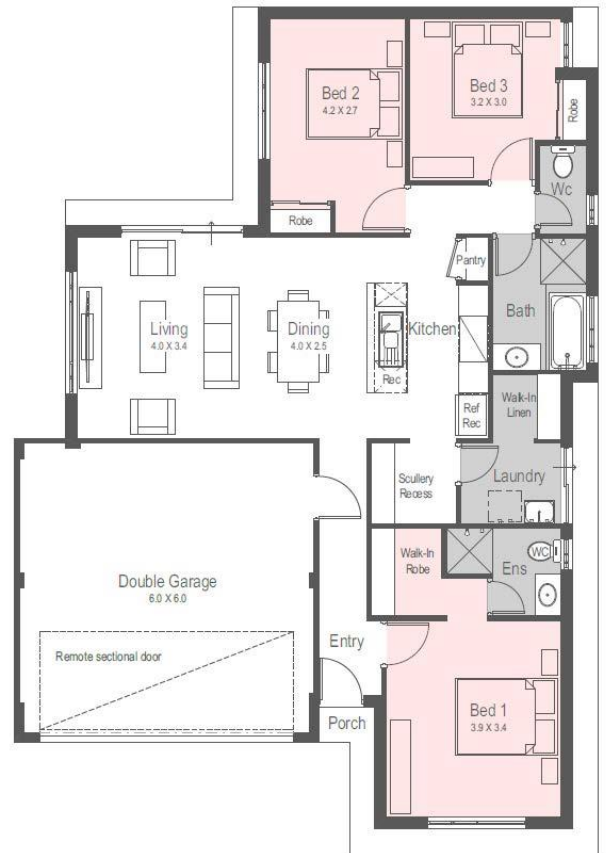 Bed 2
4.2 X 2.7
Bed 3
3.2 X 3.0
Robe
Wc
Robe
Pantry
Bath
Living
4.0 X 3.4
Dining
4.0 X 2.5
Kitchen
Rec
Ref
Rec
Walk-In
Linen
Scullery
Recess
Laundry
Walk-In
Robe
WC
Ens
Double Garage
6.0 X 6.0
Remote sectional door
Entry
Porch
Bed 1
3.9 X 3.4